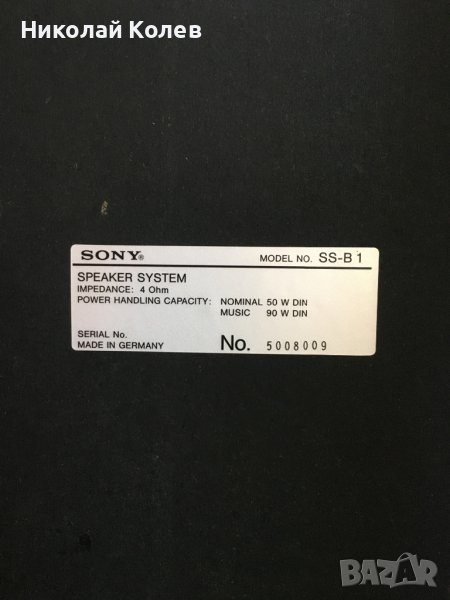 Николай Колев
SONY® MODEL NO. SS-B 1
SPEAKER SYSTEM
IMPEDANCE: 4 Ohm
POWER HANDLING CAPACITY: NOMINAL 50 W DIN
MUSIC 90 W DIN
SERIAL No.
MADE IN GERMANY No. 5008009
BAZAR